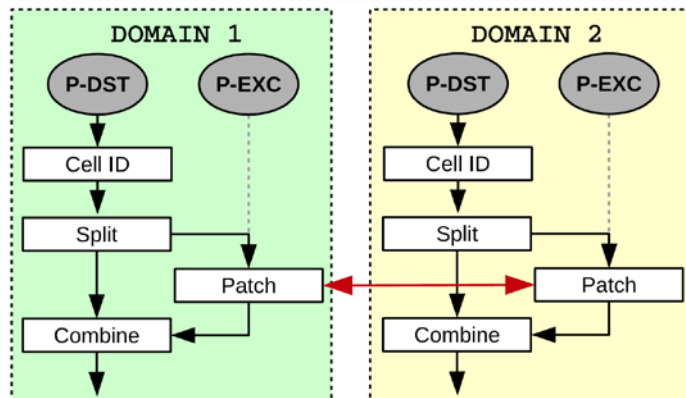 DOMAIN 1
P-DST
P-EXC
Cell ID
Split
Patch
Combine
DOMAIN 2
P-DST
P-EXC
Cell ID
Split
Patch
Combine